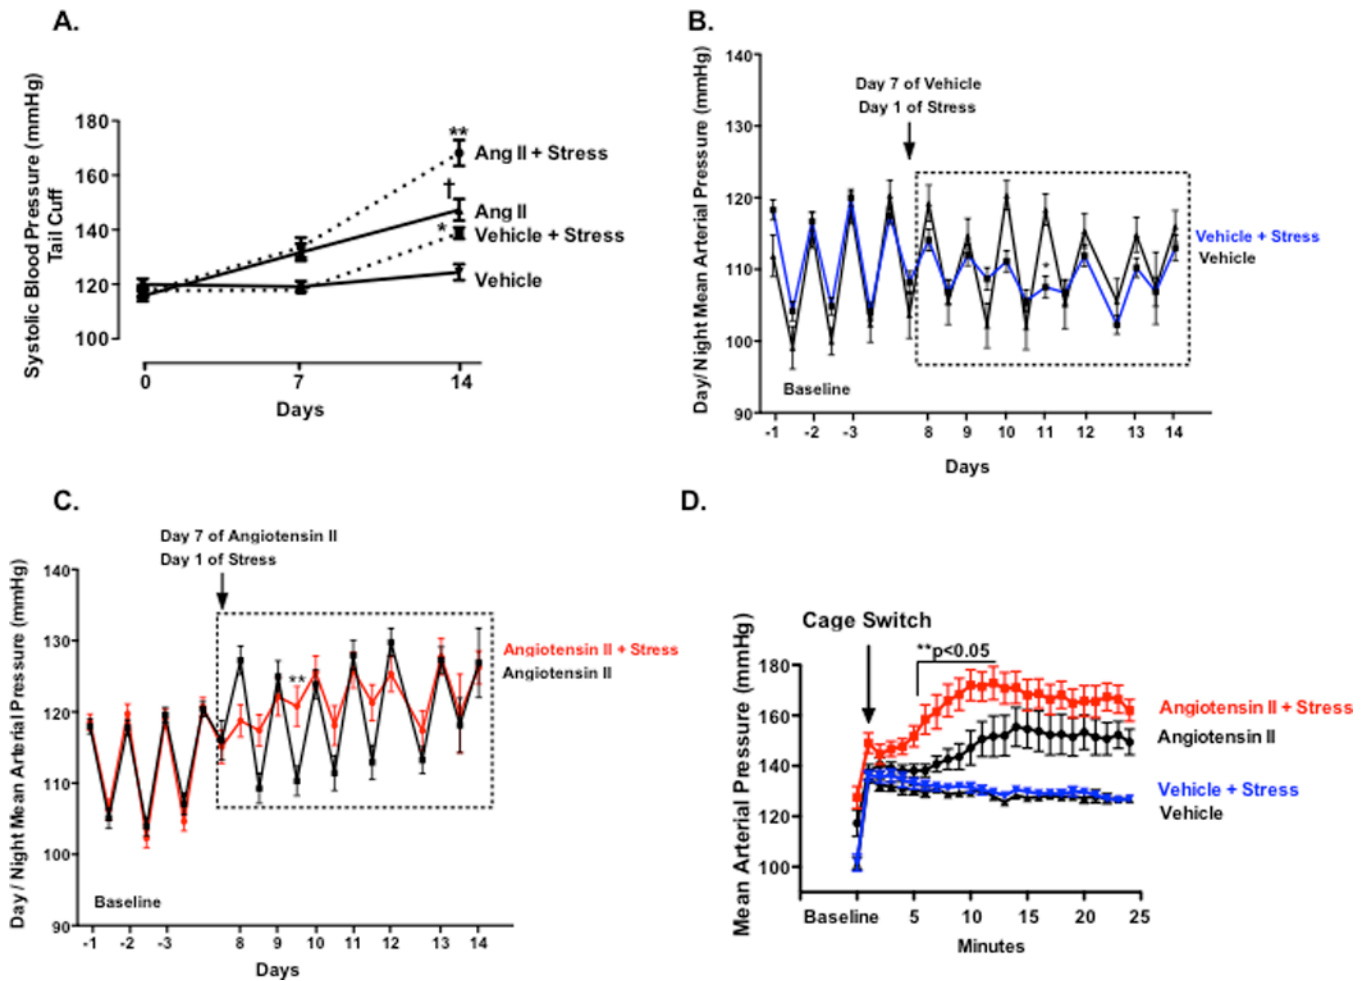 A.
Systolic Blood Pressure (mmHg)
Tail Cuff
180
160
140
120
100
**
†
*
Ang II + Stress
Ang II
Vehicle + Stress
Vehicle
0 7 14
Days
B.
Day/ Night Mean Arterial Pressure (mmHg)
140
130
120
110
100
90
Day 7 of Vehicle
Day 1 of Stress
*
Vehicle + Stress
Vehicle
Baseline
-1 -2 -3 8 9 10 11 12 13 14
Days
C.
Day / Night Mean Arterial Pressure (mmHg)
140
130
120
110
100
90
Day 7 of Angiotensin II
Day 1 of Stress
**
Angiotensin II + Stress
Angiotensin II
Baseline
-1 -2 -3 8 9 10 11 12 13 14
Days
D.
Mean Arterial Pressure (mmHg)
180
160
140
120
100
Cage Switch
**p<0.05
Angiotensin II + Stress
Angiotensin II
Vehicle + Stress
Vehicle
Baseline 5 10 15 20 25
Minutes